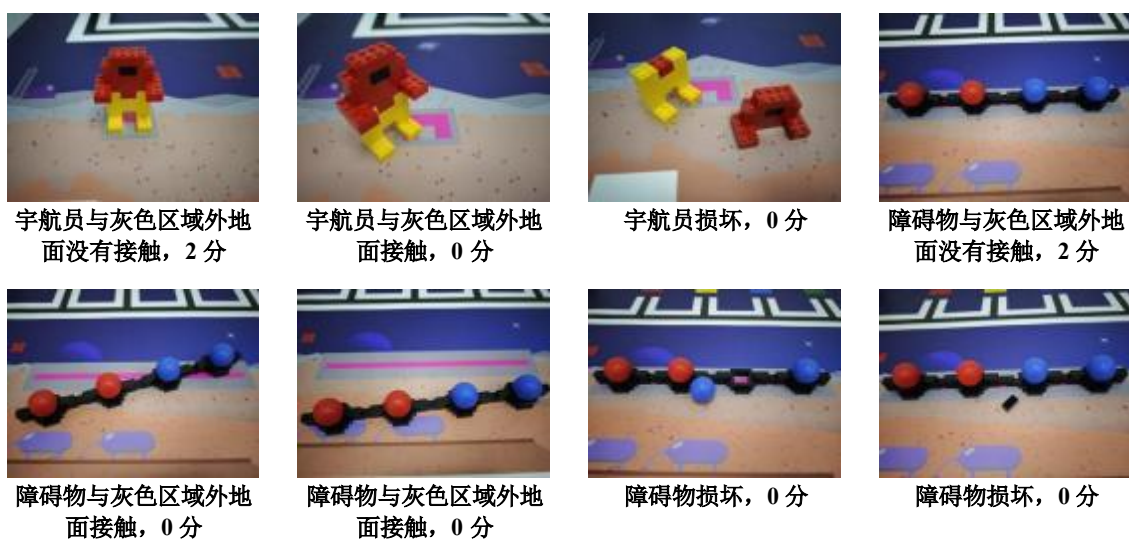 宇航员与灰色区域外地
面没有接触，2 分
宇航员与灰色区域外地
面接触，0 分
宇航员损坏，0 分
障碍物与灰色区域外地
面没有接触，2 分
障碍物与灰色区域外地
面接触，0 分
障碍物与灰色区域外地
面接触，0 分
障碍物损坏，0 分
障碍物损坏，0 分